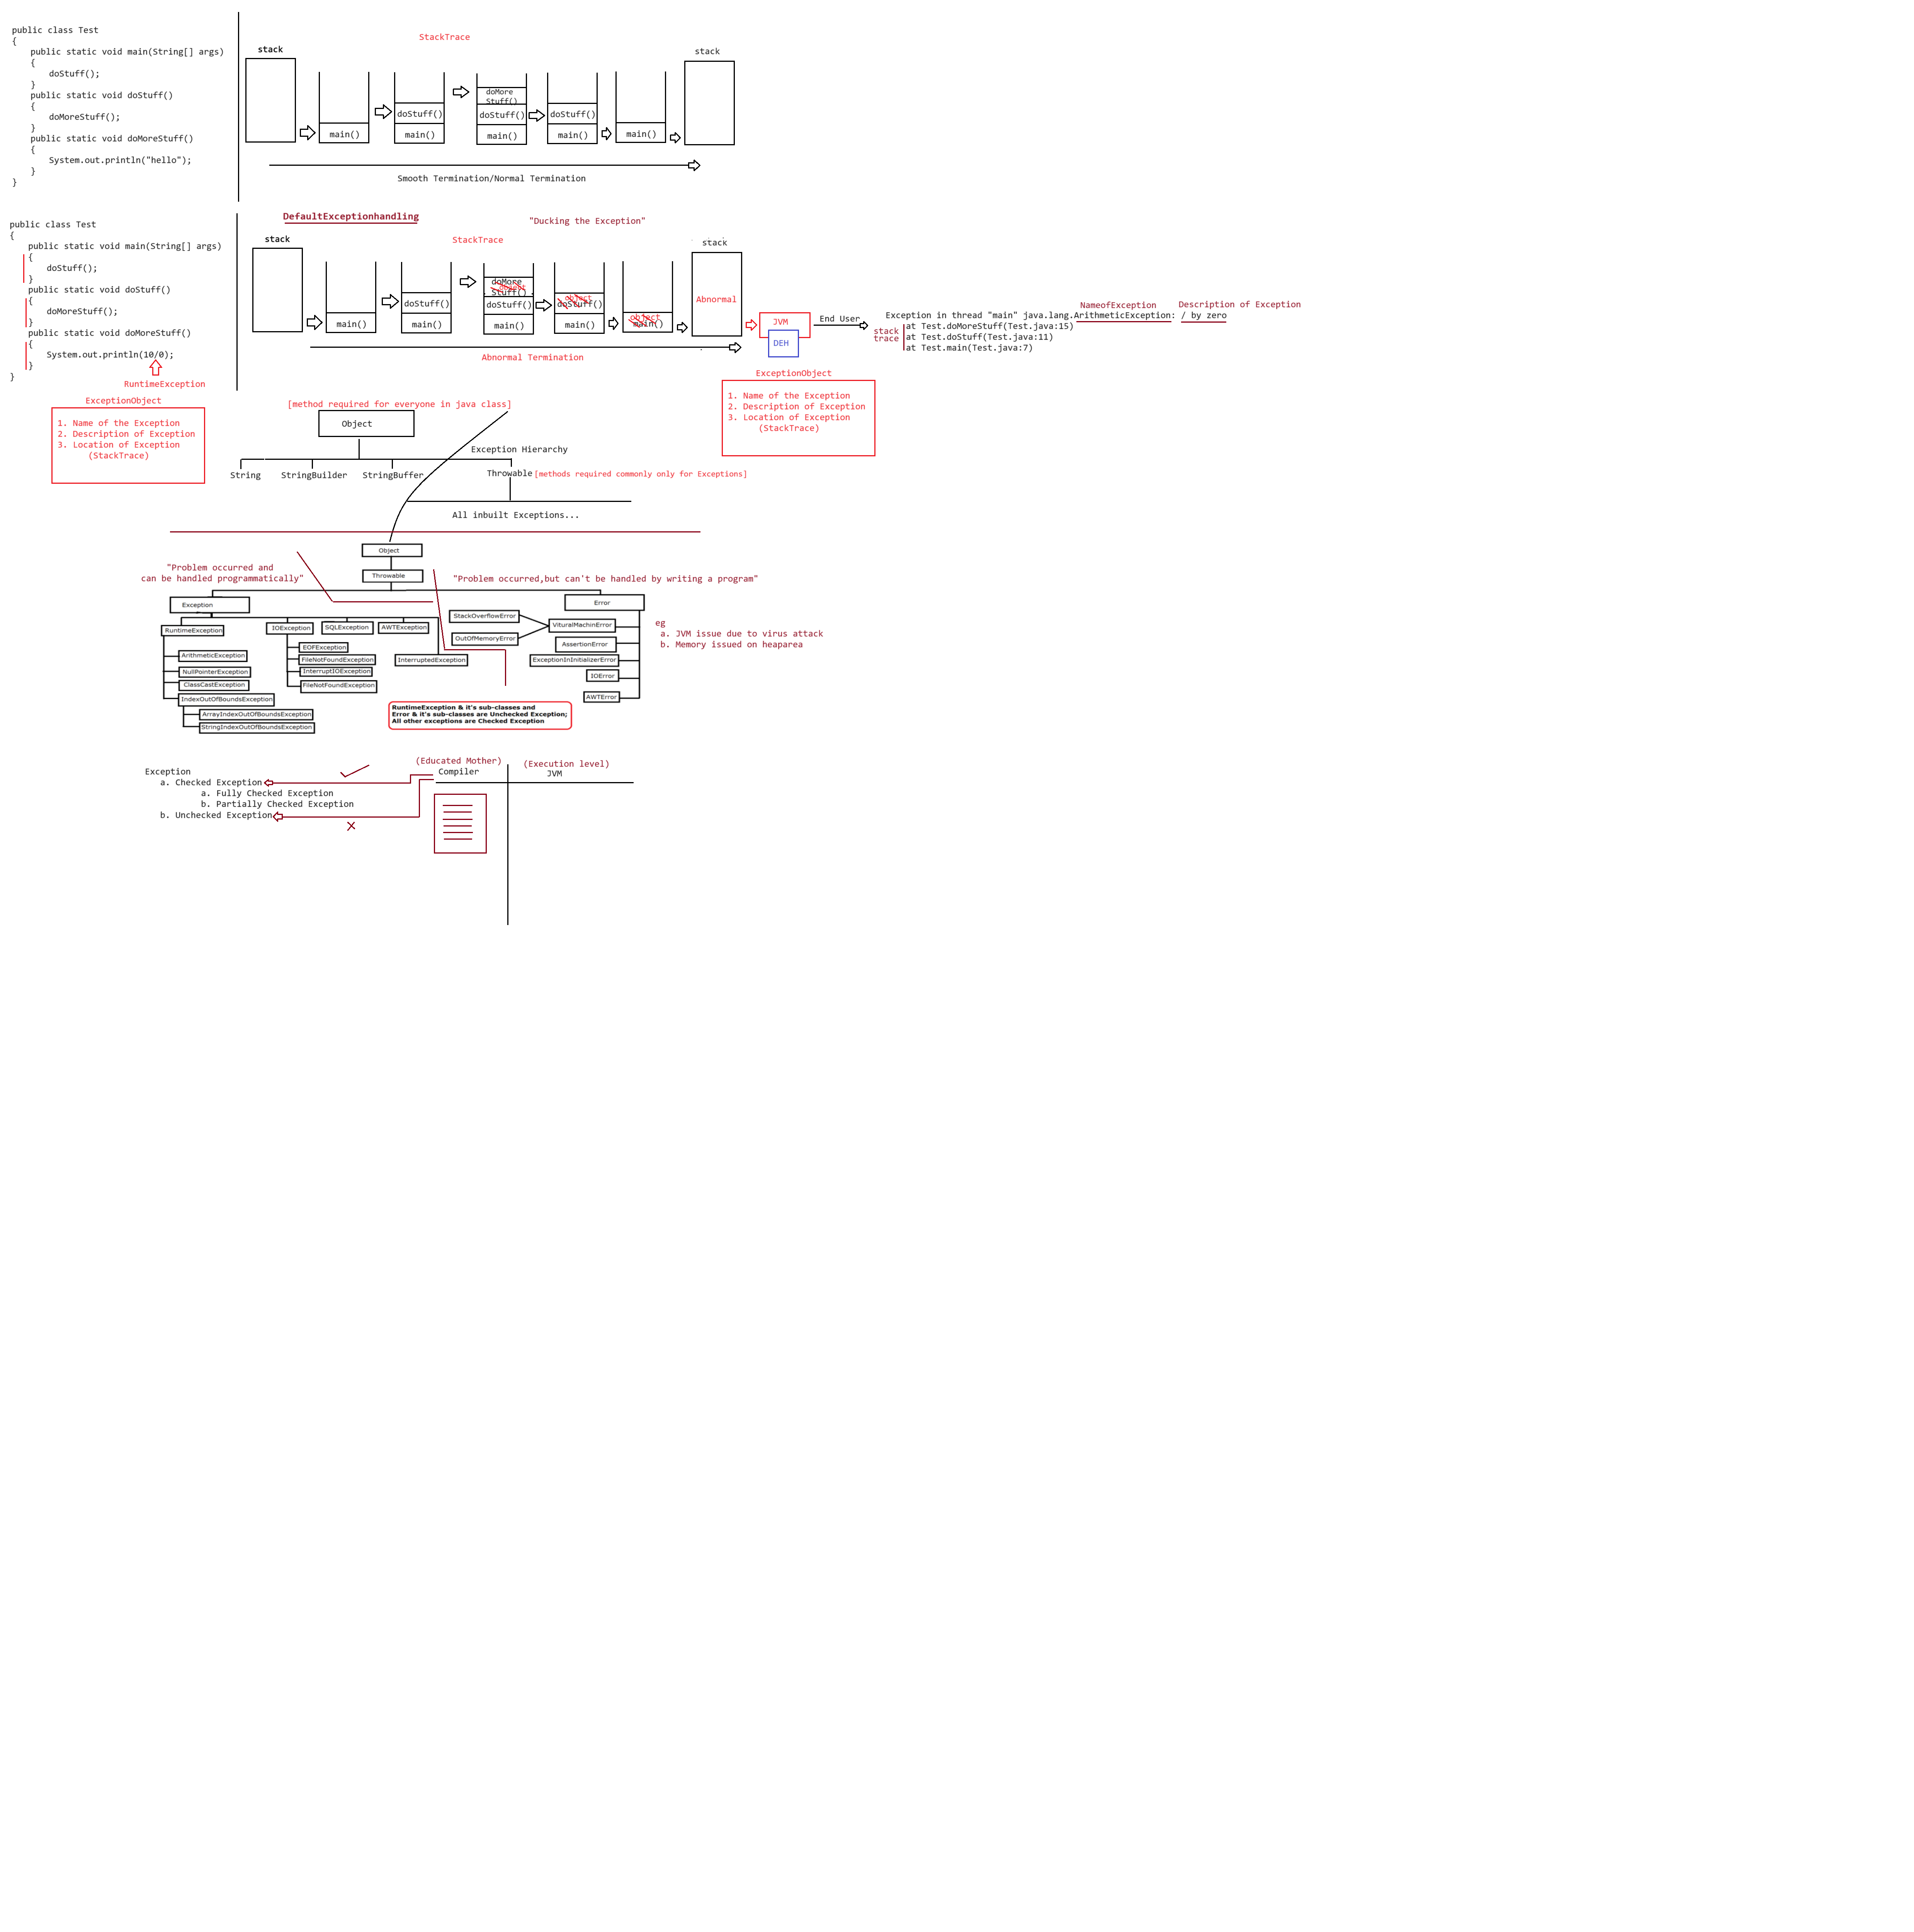 public class Test
{
public static void main(String[] args)
{
doStuff();
}
public static void doStuff()
{
doMoreStuff();
}
public static void doMoreStuff()
{
System.out.println("hello");
}
}
StackTrace
stack
main()
doStuff()
main()
doMore
Stuff()
doStuff()
main()
doStuff()
main()
main()
stack
Smooth Termination/Normal Termination
public class Test
{
public static void main(String[] args)
{
doStuff();
}
public static void doStuff()
{
doMoreStuff();
}
public static void doMoreStuff()
{
System.out.println(10/0);
}
}
RuntimeException
ExceptionObject
1. Name of the Exception
2. Description of Exception
3. Location of Exception
(StackTrace)
DefaultExceptionhandling
"Ducking the Exception"
StackTrace
stack
main()
doStuff()
main()
doMore
object
Stuff()
doStuff()
main()
object
doStuff()
main()
object
main()
stack
Abnormal
Abnormal Termination
JVM
DEH
End User
NameofException
Description of Exception
Exception in thread "main" java.lang.ArithmeticException: / by zero
stack
trace
at Test.doMoreStuff(Test.java:15)
at Test.doStuff(Test.java:11)
at Test.main(Test.java:7)
ExceptionObject
1. Name of the Exception
2. Description of Exception
3. Location of Exception
(StackTrace)
[method required for everyone in java class]
Object
Exception Hierarchy
String
StringBuilder
StringBuffer
Throwable
[methods required commonly only for Exceptions]
All inbuilt Exceptions...
Object
Throwable
"Problem occurred and
can be handled programmatically"
"Problem occurred,but can't be handled by writing a program"
Exception
Error
RuntimeException
IOException
SQLException
AWTException
ArithmeticException
NullPointerException
ClassCastException
IndexOutOfBoundsException
ArrayIndexOutOfBoundsException
StringIndexOutOfBoundsException
EOFException
FileNotFoundException
InterruptIOException
FileNotFoundException
InterruptedException
StackOverflowError
OutOfMemoryError
VituralMachinError
AssertionError
ExceptionInInitializerError
IOError
AWTError
eg
a. JVM issue due to virus attack
b. Memory issued on heaparea
RuntimeException & it's sub-classes and
Error & it's sub-classes are Unchecked Exception;
All other exceptions are Checked Exception
Exception
a. Checked Exception
a. Fully Checked Exception
b. Partially Checked Exception
b. Unchecked Exception
(Educated Mother)
Compiler
(Execution level)
JVM